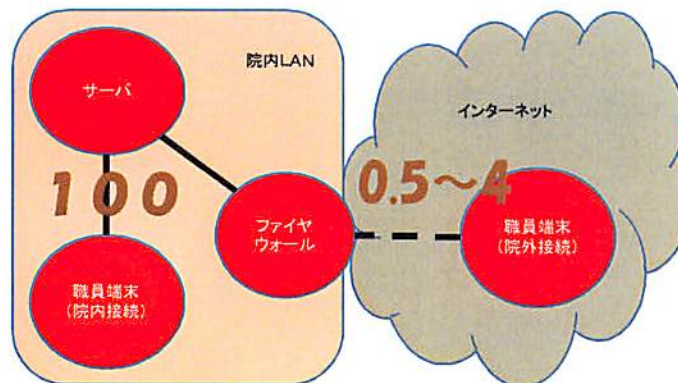 院内LAN
サーバ
インターネット
100
0.5～4
ファイヤ
ウォール
職員端末
(院外接続)
職員端末
(院内接続)